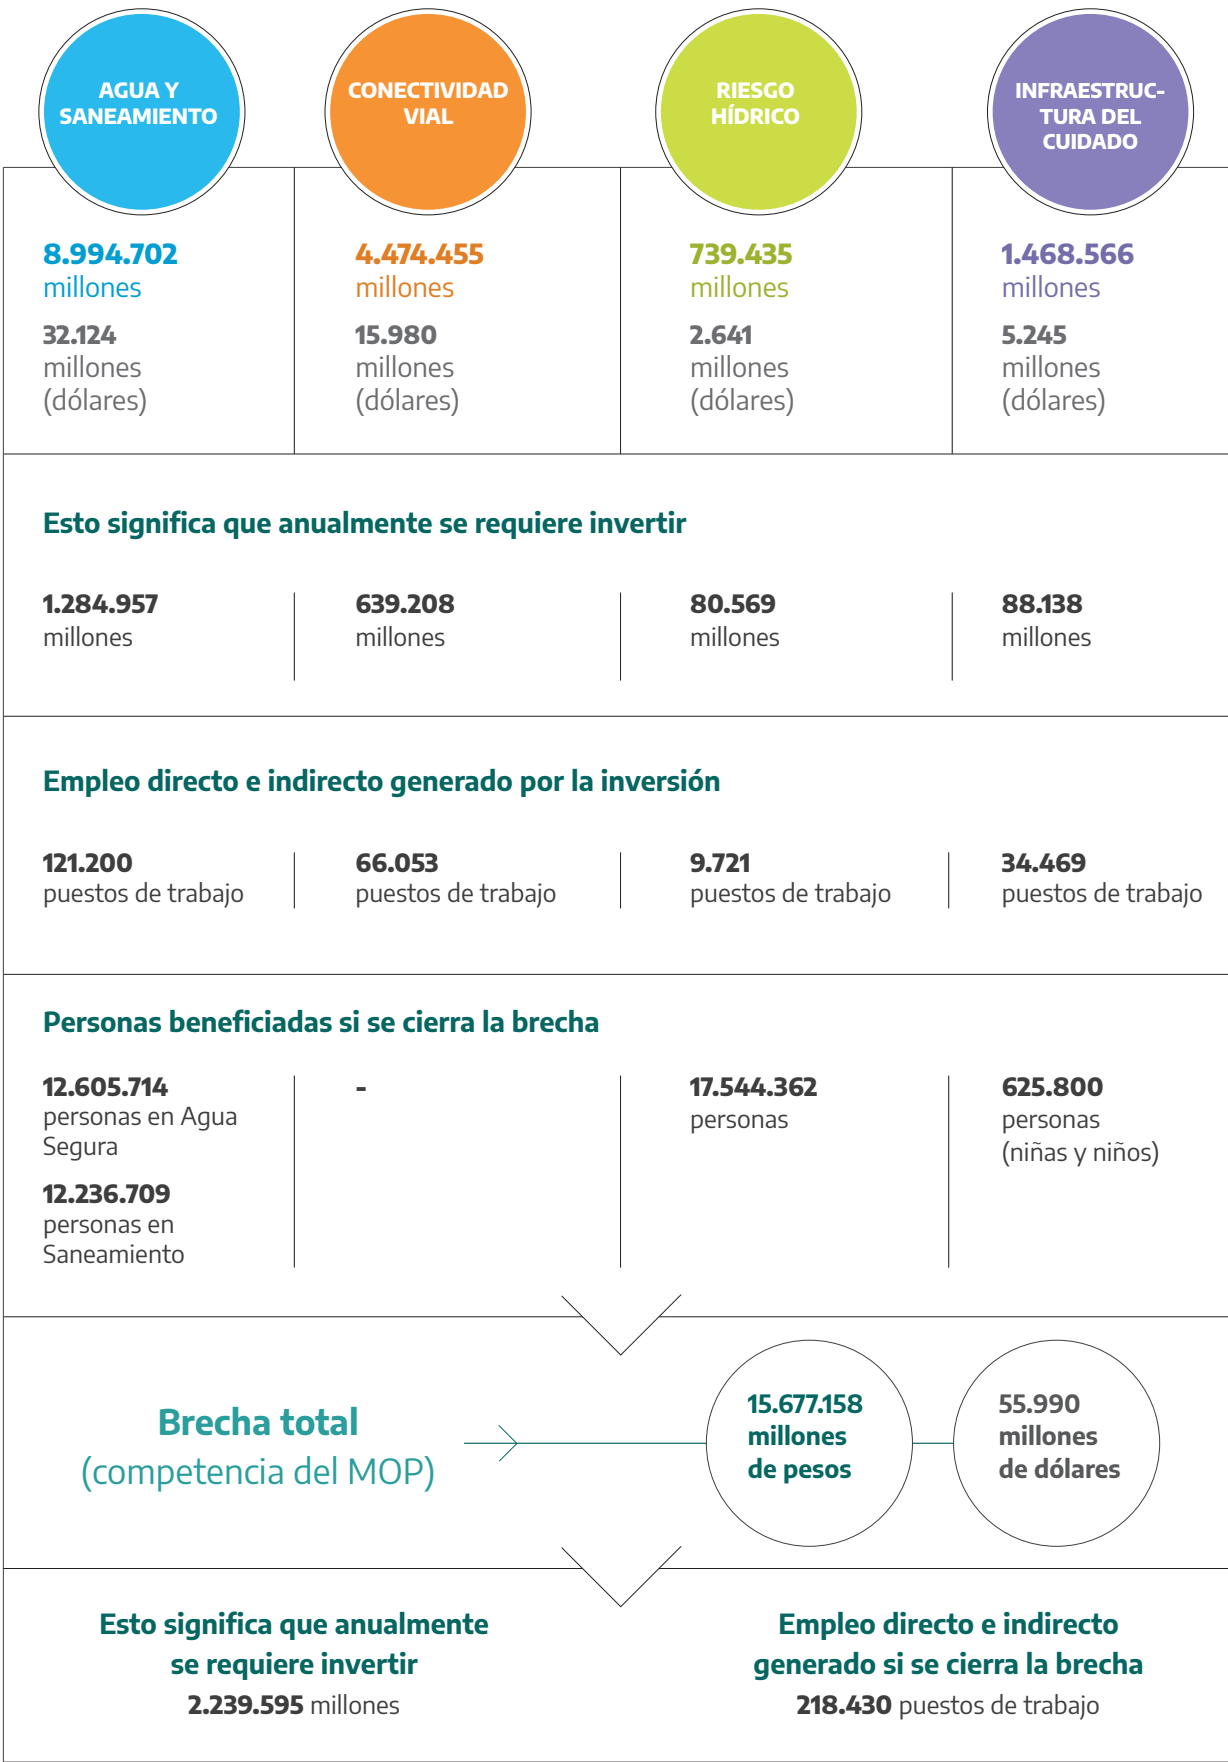 AGUA Y
SANEAMIENTO
CONECTIVIDAD
VIAL
RIESGO
HÍDRICO
INFRAESTRUC-
TURA DEL
CUIDADO
8.994.702
millones
32.124
millones
(dólares)
4.474.455
millones
15.980
millones
(dólares)
739.435
millones
2.641
millones
(dólares)
1.468.566
millones
5.245
millones
(dólares)
Esto significa que anualmente se requiere invertir
1.284.957
millones
639.208
millones
80.569
millones
88.138
millones
Empleo directo e indirecto generado por la inversión
121.200
puestos de trabajo
66.053
puestos de trabajo
9.721
puestos de trabajo
34.469
puestos de trabajo
Personas beneficiadas si se cierra la brecha
12.605.714
personas en Agua
Segura
12.236.709
personas en
Saneamiento
-
17.544.362
personas
625.800
personas
(niñas y niños)
Brecha total
(competencia del MOP)
15.677.158
millones
de pesos
55.990
millones
de dólares
Esto significa que anualmente
se requiere invertir
2.239.595 millones
Empleo directo e indirecto
generado si se cierra la brecha
218.430 puestos de trabajo